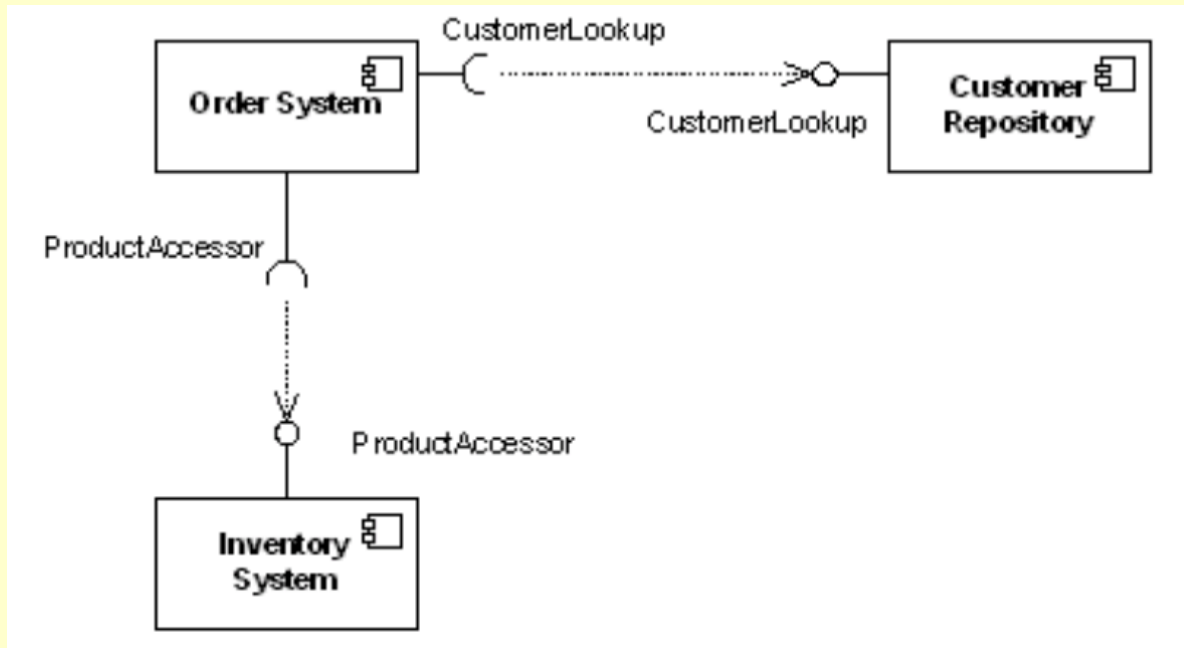 CustomerLookup
Order System
Customer
Repository
CustomerLookup
ProductAccessor
ProductAccessor
Inventory
System